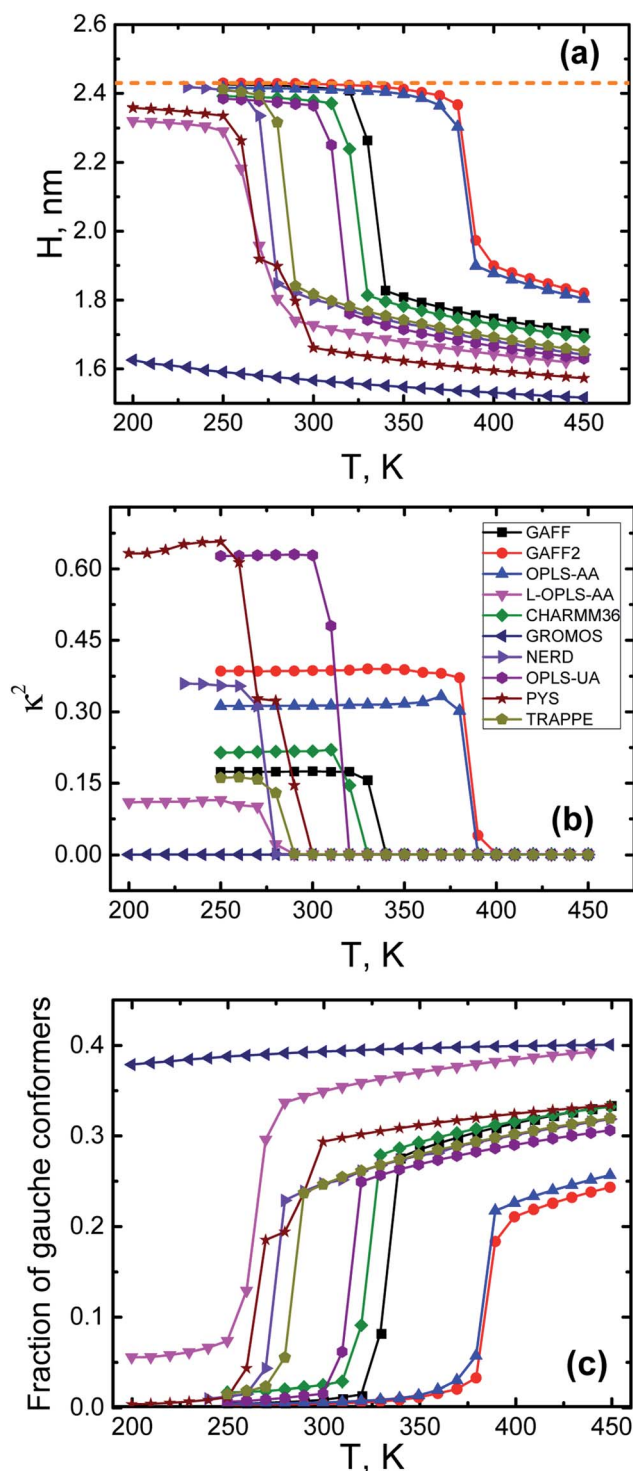 2.6
(a)
2.4
2.2
H, nm
2.0
1.8
1.6
200 250 300 350 400 450
T, K
0.60
GAFF
GAFF2
OPLS-AA
L-OPLS-AA
CHARMM36
GROMOS
NERD
OPLS-UA
PYS
TRAPPE
0.45
κ²
0.30
0.15
(b)
0.00
200 250 300 350 400 450
T, K
0.4
0.3
Fraction of gauche conformers
0.2
0.1
(c)
0.0
200 250 300 350 400 450
T, K